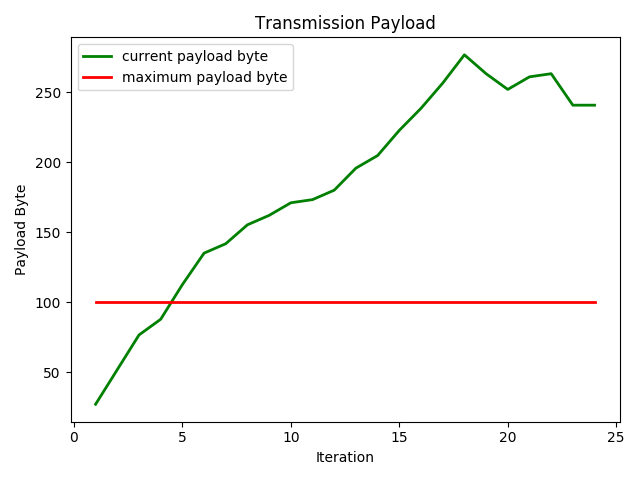 Transmission Payload
current payload byte
maximum payload byte
Payload Byte
250
200
150
100
50
0 5 10 15 20 25
Iteration